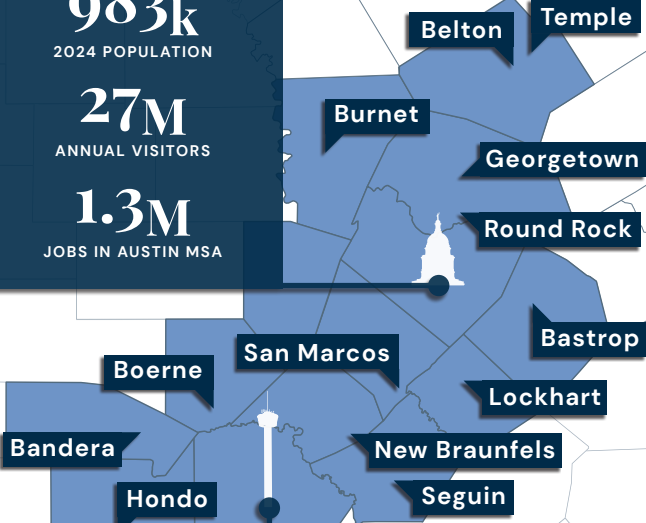 983k
2024 POPULATION
27M
ANNUAL VISITORS
1.3M
JOBS IN AUSTIN MSA
Temple
Belton
Burnet
Georgetown
Round Rock
Bastrop
San Marcos
Boerne
Lockhart
Bandera
New Braunfels
Hondo
Seguin